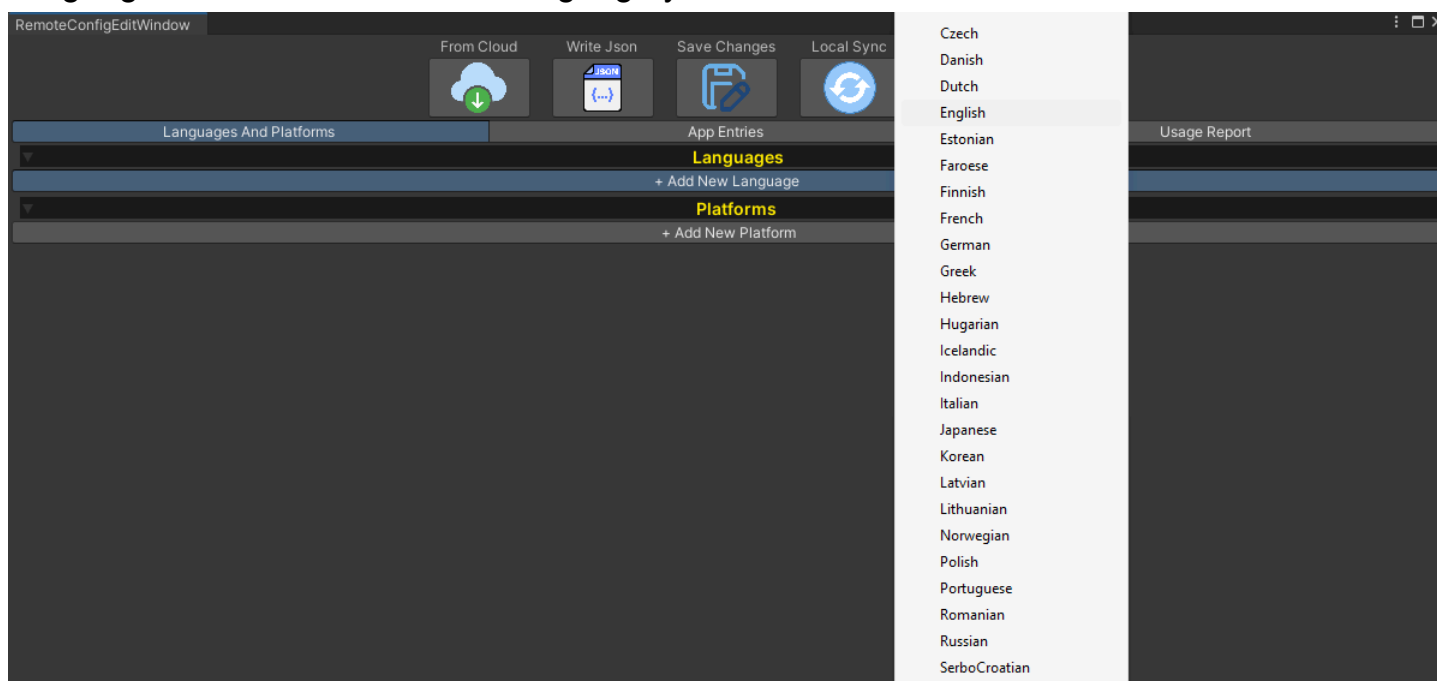 RemoteConfigEditWindow
From Cloud Write Json Save Changes Local Sync
JSON
{...}
Languages And Platforms App Entries Usage Report
Languages
+ Add New Language
Platforms
+ Add New Platform
Czech
Danish
Dutch
English
Estonian
Faroese
Finnish
French
German
Greek
Hebrew
Hugarian
Icelandic
Indonesian
Italian
Japanese
Korean
Latvian
Lithuanian
Norwegian
Polish
Portuguese
Romanian
Russian
SerboCroatian